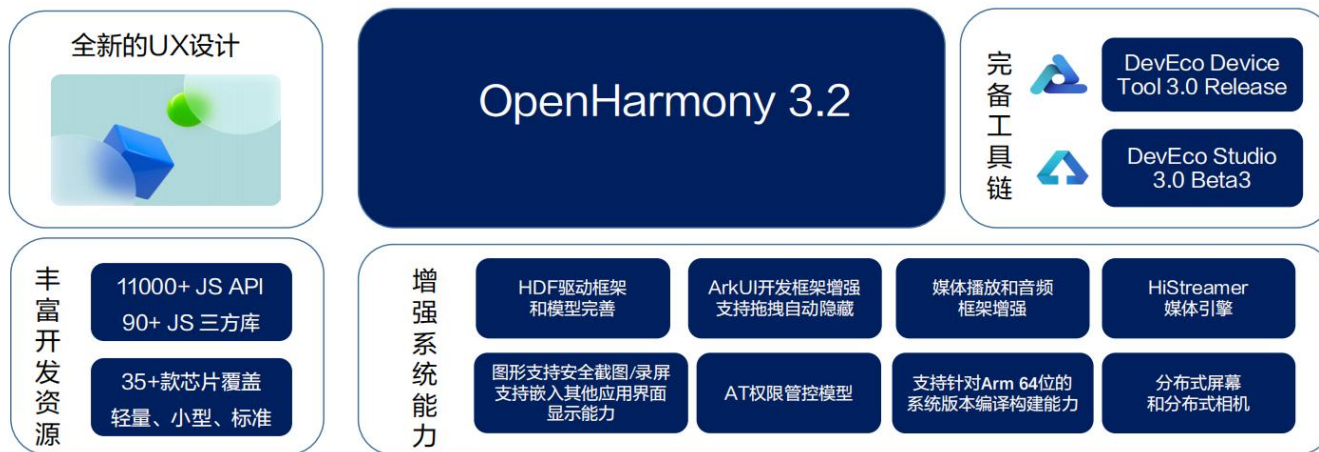 全新的UX设计
OpenHarmony 3.2
完备工具链
DevEco Device
Tool 3.0 Release
DevEco Studio
3.0 Beta3
丰富开发资源
11000+ JS API
90+ JS 三方库
35+款芯片覆盖
轻量、小型、标准
增强系统能力
HDF驱动框架
和模型完善
ArkUI开发框架增强
支持拖拽自动隐藏
媒体播放和音频
框架增强
HiStreamer
媒体引擎
图形支持安全截图/录屏
支持嵌入其他应用界面
显示能力
AT权限管控模型
支持针对Arm 64位的
系统版本编译构建能力
分布式屏幕
和分布式相机